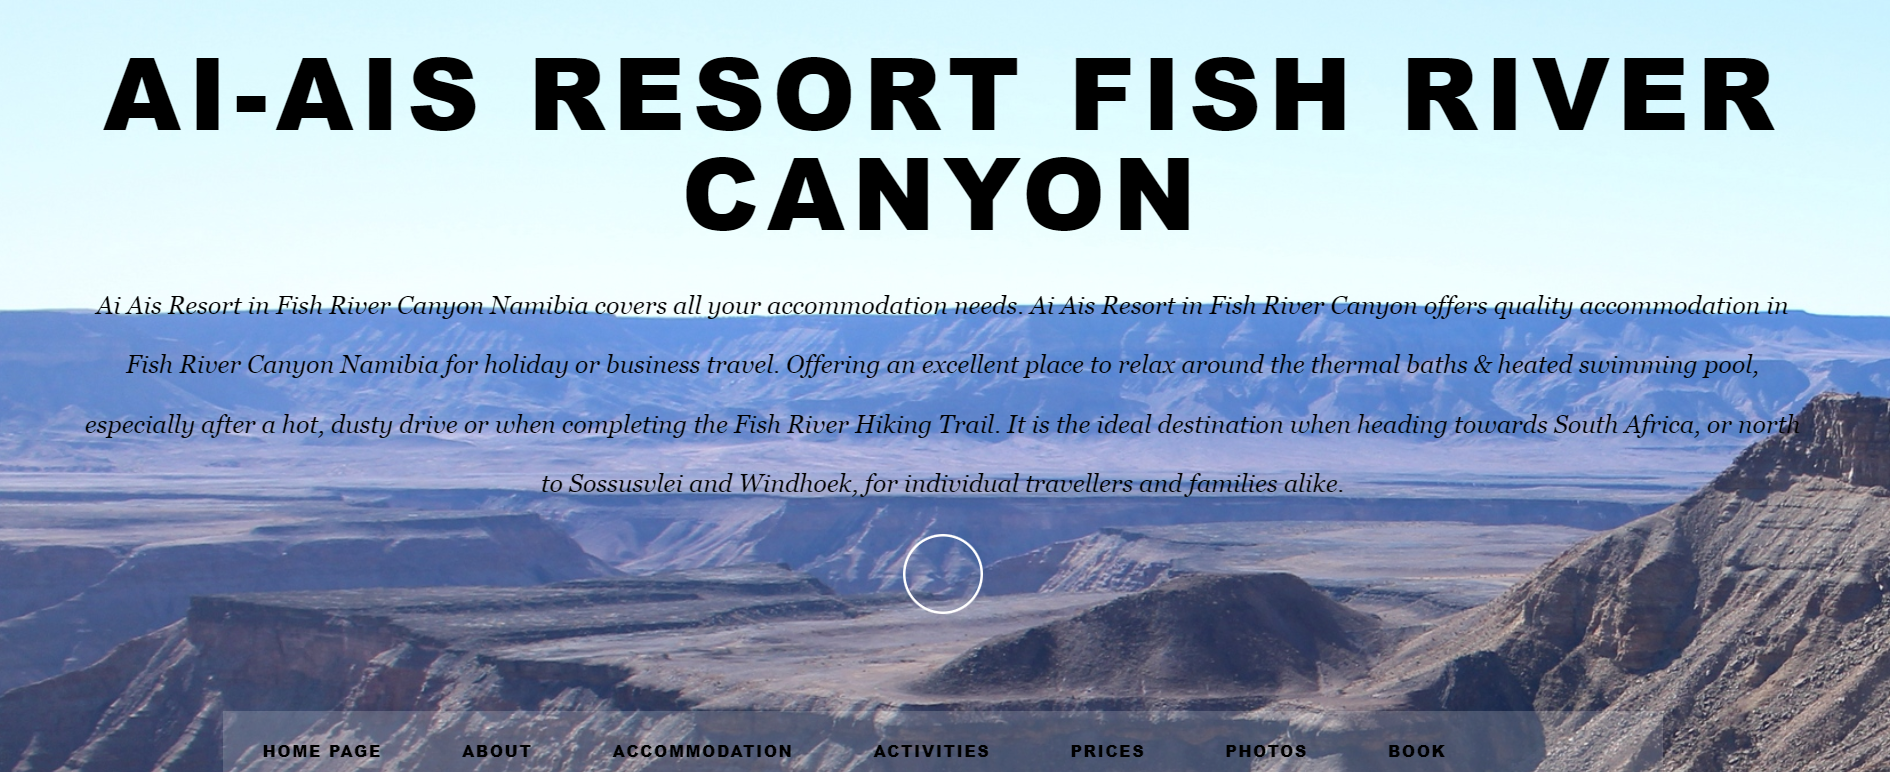 AI-AIS RESORT FISH RIVER
CANYON
Ai Ais Resort in Fish River Canyon Namibia covers all your accommodation needs. Ai Ais Resort in Fish River Canyon offers quality accommodation in
Fish River Canyon Namibia for holiday or business travel. Offering an excellent place to relax around the thermal baths & heated swimming pool,
especially after a hot, dusty drive or when completing the Fish River Hiking Trail. It is the ideal destination when heading towards South Africa, or north
to Sossusvlei and Windhoek, for individual travellers and families alike.
HOME PAGE ABOUT ACCOMMODATION ACTIVITIES PRICES PHOTOS BOOK